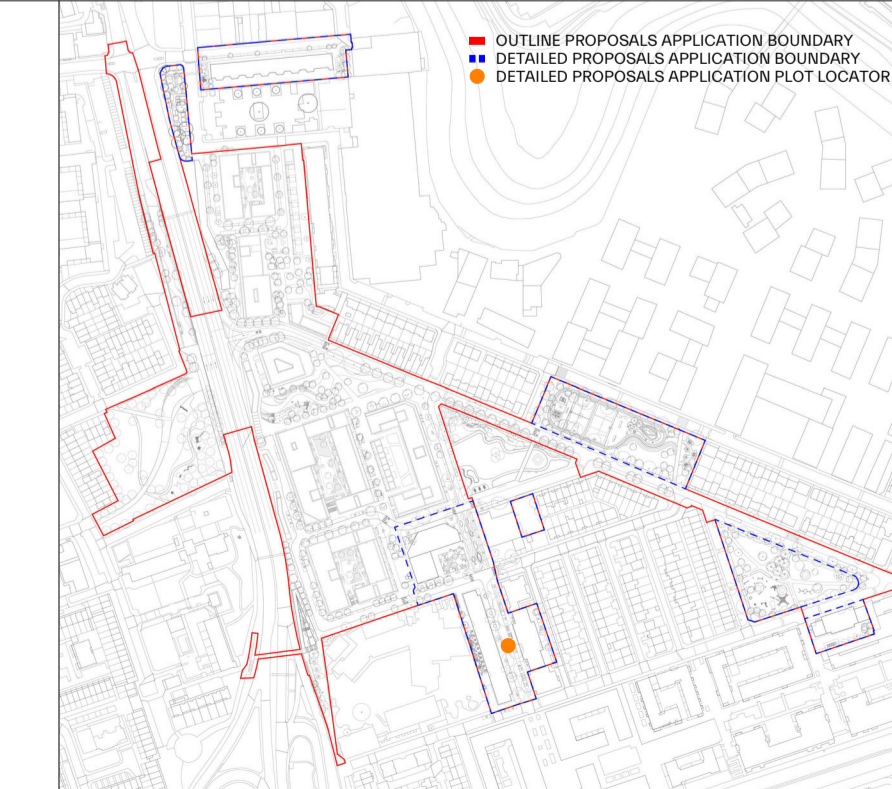 OUTLINE PROPOSALS APPLICATION BOUNDARY
DETAILED PROPOSALS APPLICATION BOUNDARY
DETAILED PROPOSALS APPLICATION PLOT LOCATOR